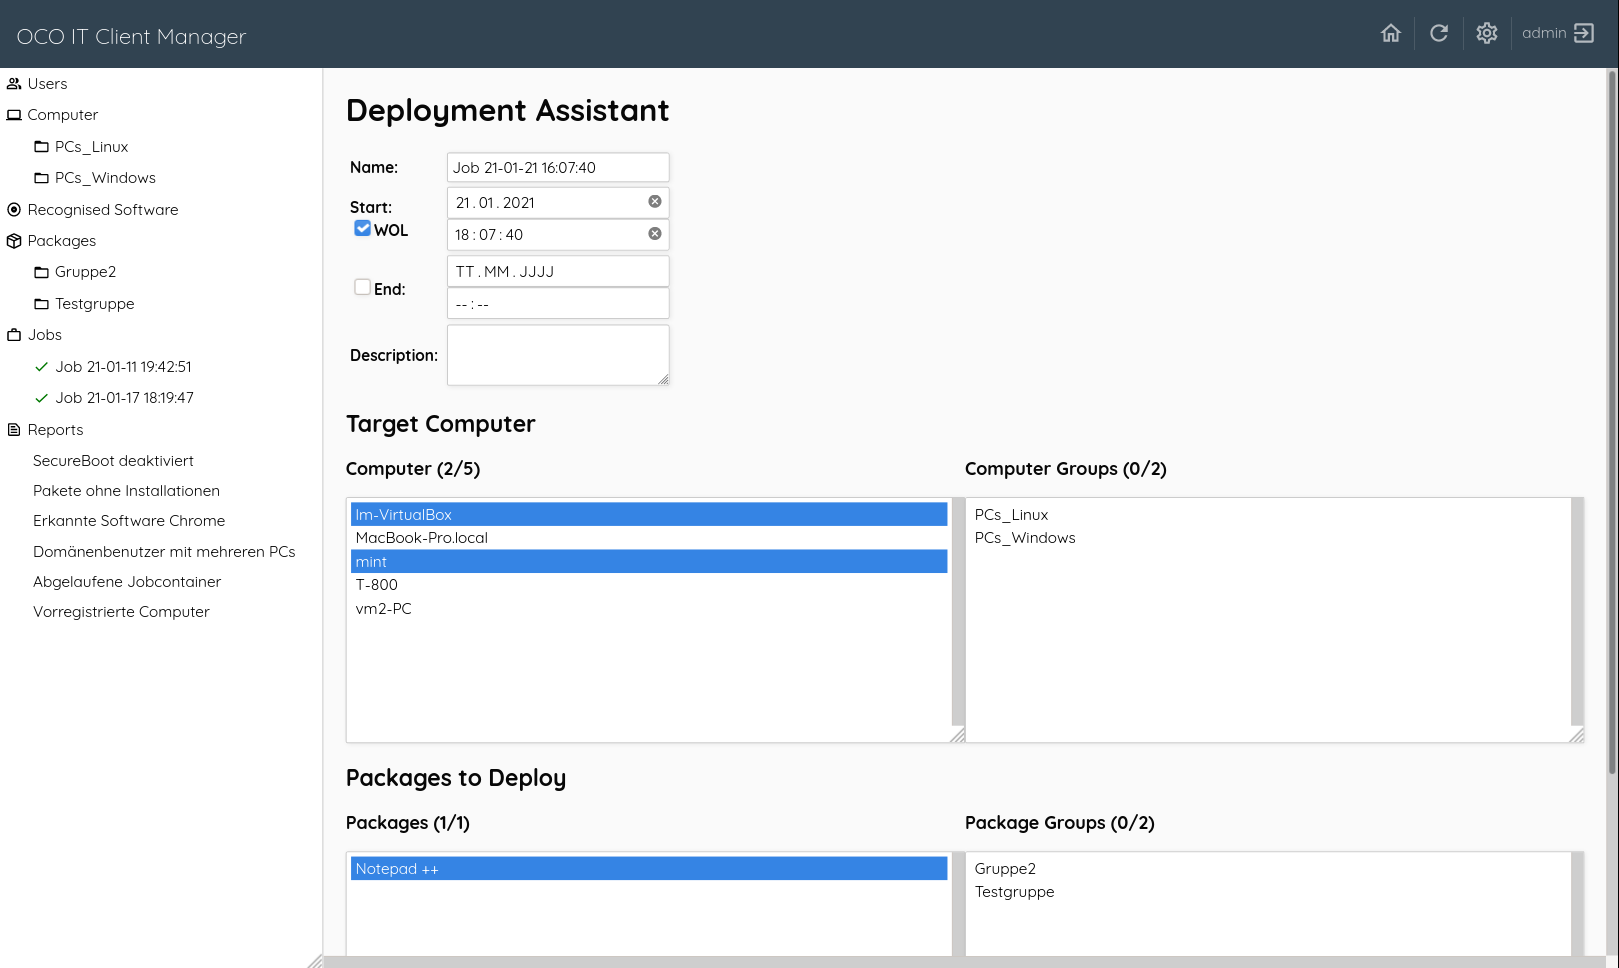 OCO IT Client Manager
admin
Users
Computer
PCs_Linux
PCs_Windows
Recognised Software
Packages
Gruppe2
Testgruppe
Jobs
Job 21-01-11 19:42:51
Job 21-01-17 18:19:47
Reports
SecureBoot deaktiviert
Pakete ohne Installationen
Erkannte Software Chrome
Domänenbenutzer mit mehreren PCs
Abgelaufene Jobcontainer
Vorregistrierte Computer
Deployment Assistant
Name: Job 21-01-21 16:07:40
Start: 21 . 01 . 2021
WOL 18 : 07 : 40
End: TT . MM . JJJJ
-- : --
Description:
Target Computer
Computer (2/5)
lm-VirtualBox
MacBook-Pro.local
mint
T-800
vm2-PC
Computer Groups (0/2)
PCs_Linux
PCs_Windows
Packages to Deploy
Packages (1/1)
Notepad ++
Package Groups (0/2)
Gruppe2
Testgruppe